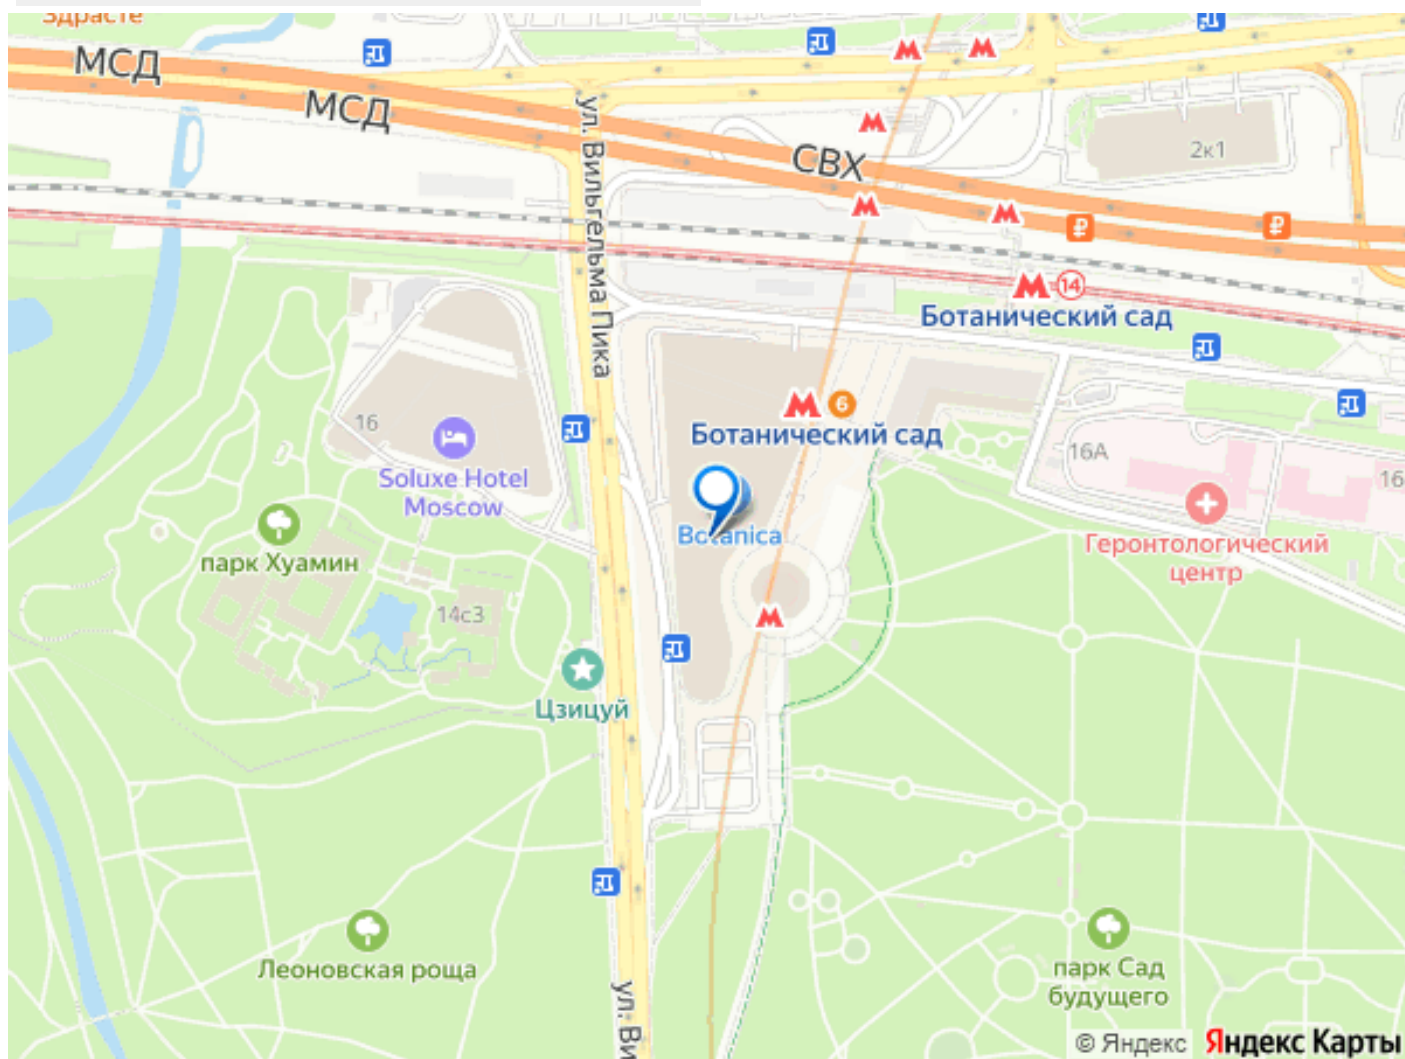 Здрасте
МСД
МСД
ул. Вильгельма Пика
СВХ
2к1
14
Ботанический сад
6
Ботанический сад
16
Soluxe Hotel
Moscow
16А
16
Botanica
Геронтологический
центр
парк Хуамин
14с3
Цзицуй
Леоновская роща
парк Сад
будущего
ул. Ви
© Яндекс Яндекс Карты